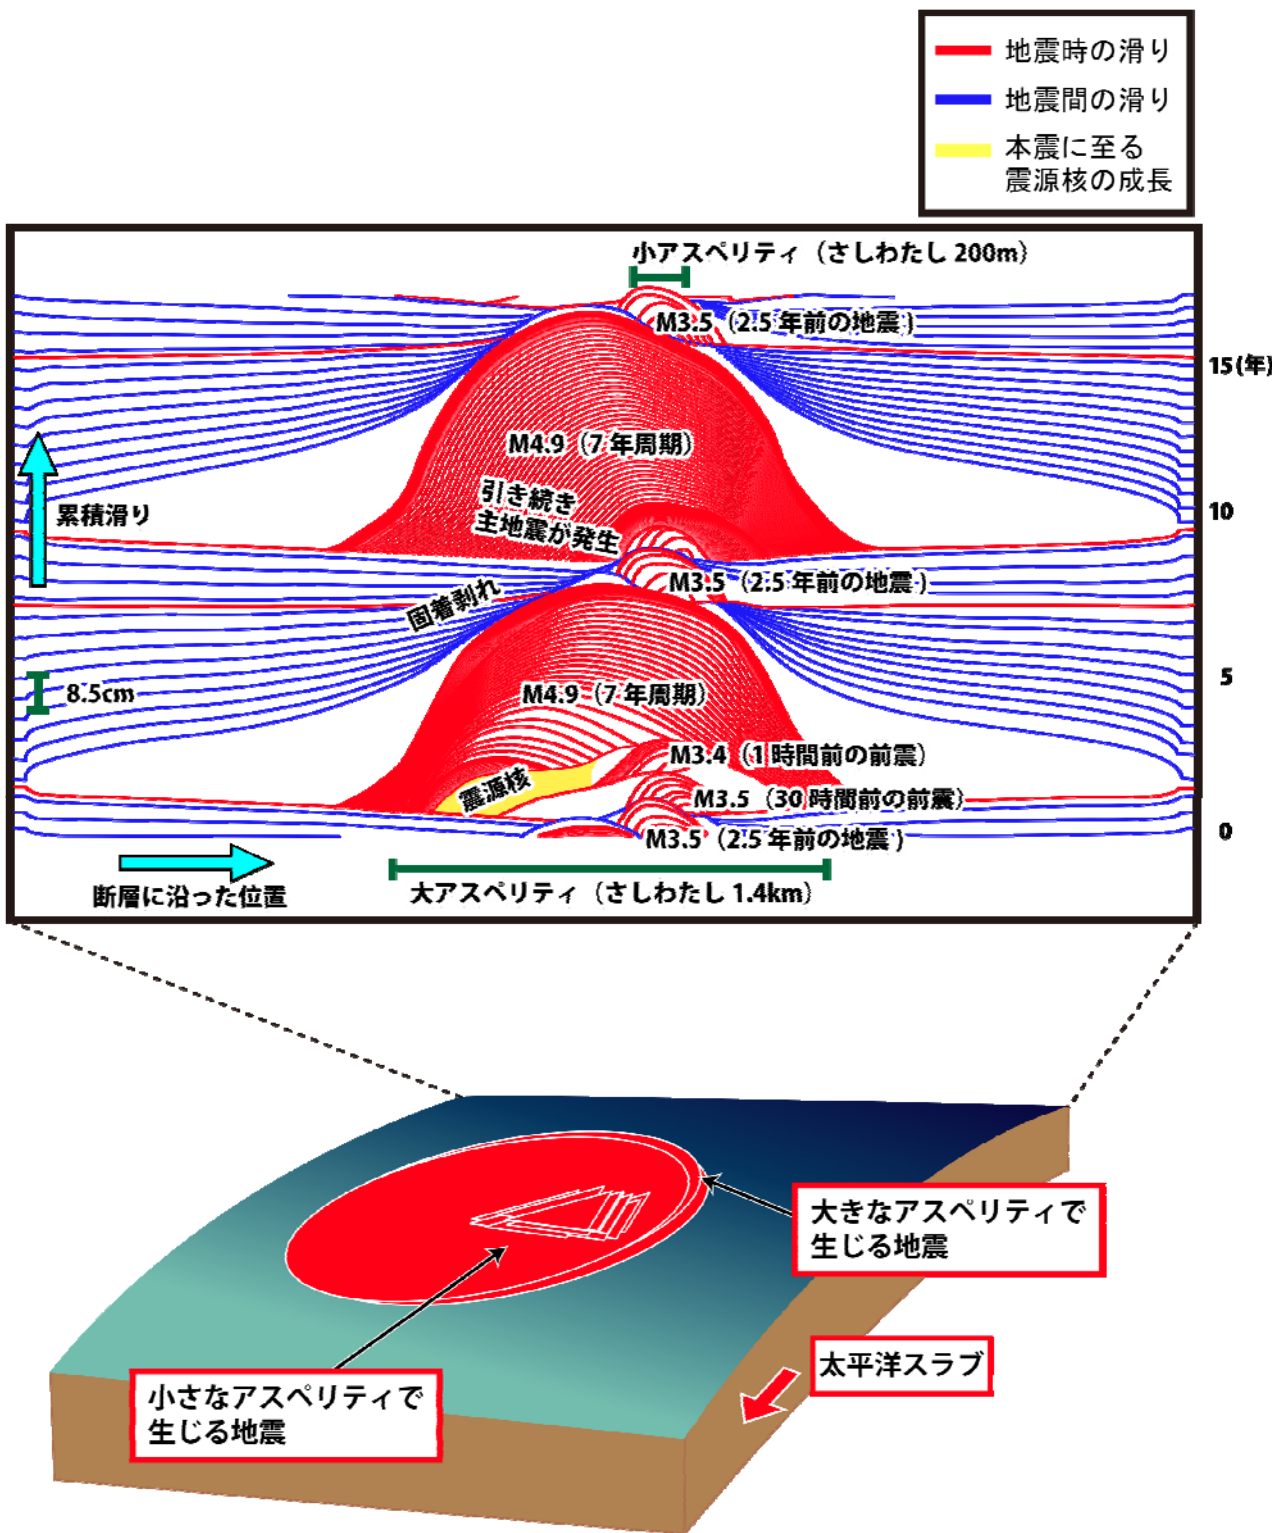 地震時の滑り
地震間の滑り
本震に至る
震源核の成長
小アスペリティ（さしわたし 200m）
M3.5（2.5 年前の地震）
15(年)
M4.9（7 年周期）
引き続き
主地震が発生
10
累積滑り
M3.5（2.5 年前の地震）
固着剥れ
5
8.5cm
M4.9（7 年周期）
M3.4（1 時間前の前震）
震源核
M3.5（30 時間前の前震）
0
M3.5（2.5 年前の地震）
断層に沿った位置
大アスペリティ（さしわたし 1.4km）
大きなアスペリティで
生じる地震
太平洋スラブ
小さなアスペリティで
生じる地震